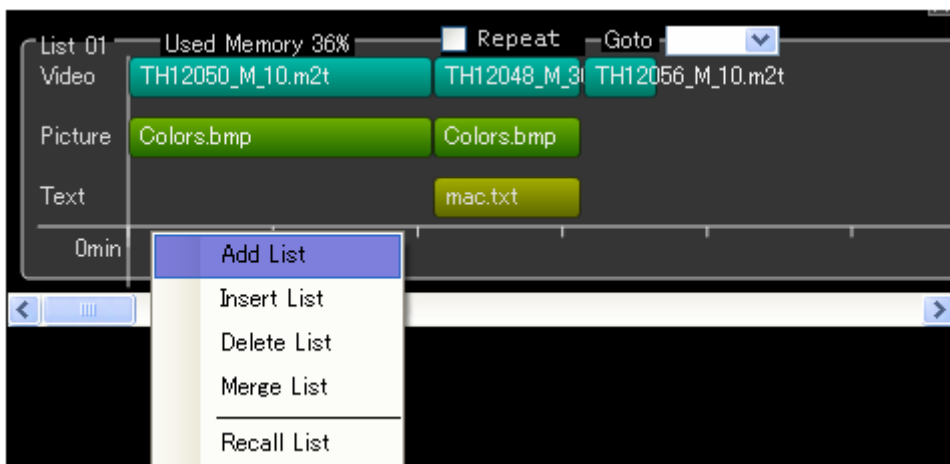 List 01 Used Memory 36% Repeat Goto
Video TH12050_M_10.m2t TH12048_M_3 TH12056_M_10.m2t
Picture Colors.bmp Colors.bmp
Text mac.txt
0min
Add List
Insert List
Delete List
Merge List
Recall List